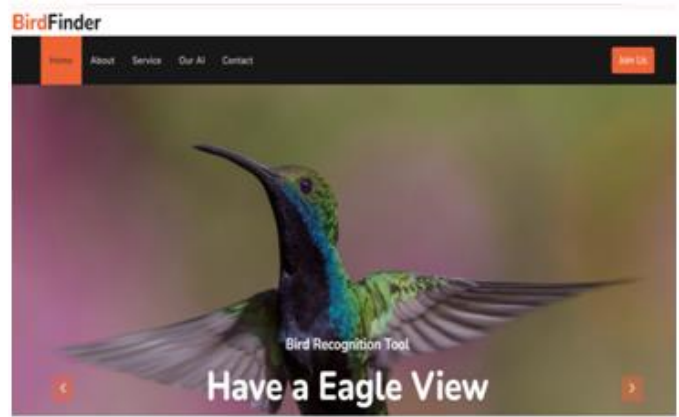 BirdFinder
Home About Service Our AI Contact Join Us
Bird Recognition Tool
Have a Eagle View